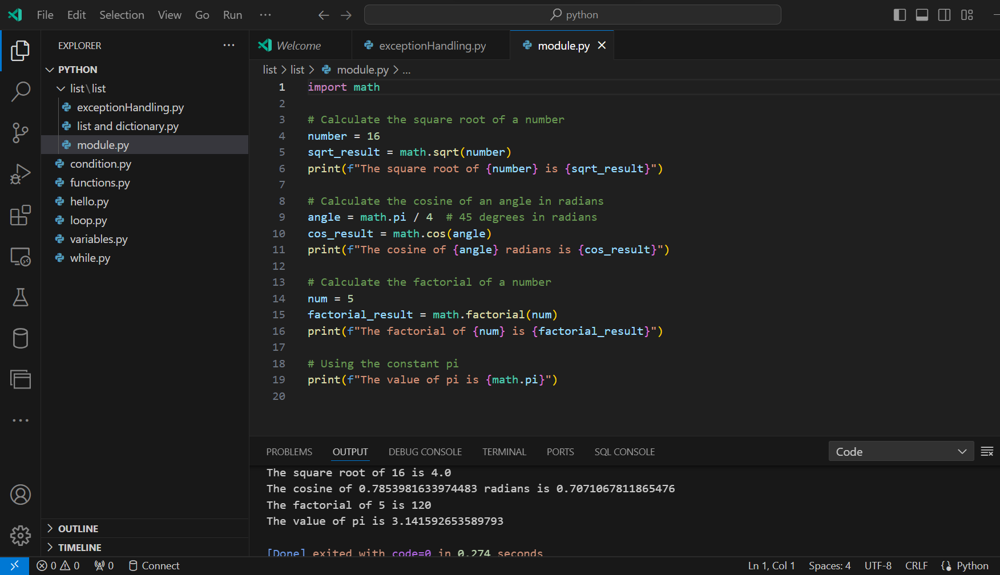 File Edit Selection View Go Run ···
python
EXPLORER ···
PYTHON
list\list
exceptionHandling.py
list and dictionary.py
module.py
condition.py
functions.py
hello.py
loop.py
variables.py
while.py
OUTLINE
TIMELINE
Welcome exceptionHandling.py module.py
list > list > module.py > ...
1 import math
2
3 # Calculate the square root of a number
4 number = 16
5 sqrt_result = math.sqrt(number)
6 print(f"The square root of {number} is {sqrt_result}")
7
8 # Calculate the cosine of an angle in radians
9 angle = math.pi / 4  # 45 degrees in radians
10 cos_result = math.cos(angle)
11 print(f"The cosine of {angle} radians is {cos_result}")
12
13 # Calculate the factorial of a number
14 num = 5
15 factorial_result = math.factorial(num)
16 print(f"The factorial of {num} is {factorial_result}")
17
18 # Using the constant pi
19 print(f"The value of pi is {math.pi}")
20
PROBLEMS OUTPUT DEBUG CONSOLE TERMINAL PORTS SQL CONSOLE Code
The square root of 16 is 4.0
The cosine of 0.7853981633974483 radians is 0.7071067811865476
The factorial of 5 is 120
The value of pi is 3.141592653589793
[Done] exited with code=0 in 0.274 seconds
0 0 0 Connect Ln 1, Col 1 Spaces: 4 UTF-8 CRLF Python